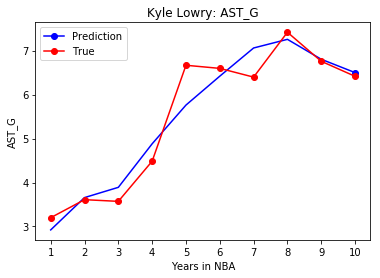 Kyle Lowry: AST_G
Prediction
True
7
6
5
4
3
AST_G
1 2 3 4 5 6 7 8 9 10
Years in NBA